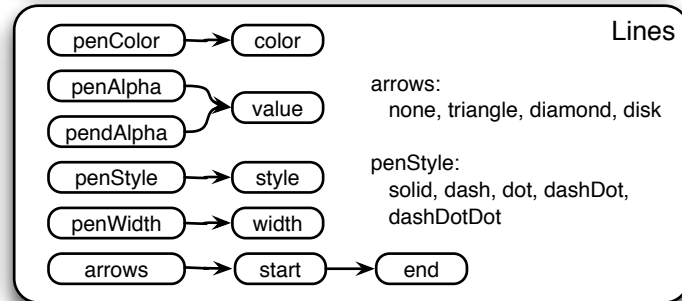 Lines
penColor color
penAlpha
value
pendAlpha
penStyle style
penWidth width
arrows start end
arrows:
none, triangle, diamond, disk
penStyle:
solid, dash, dot, dashDot,
dashDotDot